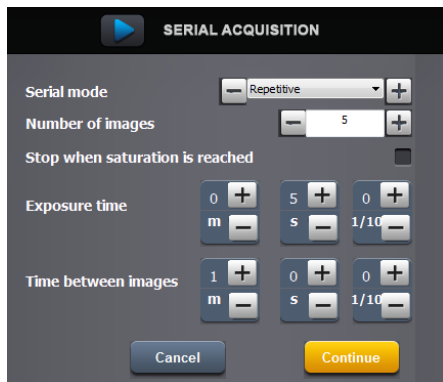 SERIAL ACQUISITION
Serial mode Repetitive
Number of images 5
Stop when saturation is reached
Exposure time 0 m 5 s 0 1/10
Time between images 1 m 0 s 0 1/10
Cancel Continue